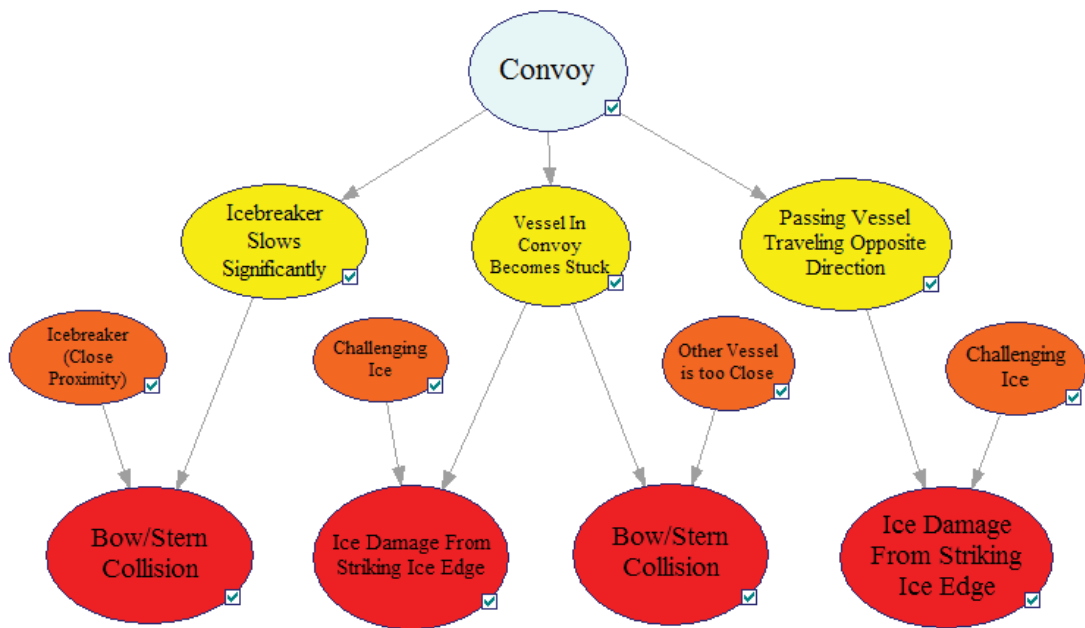 Convoy
Icebreaker
Slows
Significantly
Vessel In
Convoy
Becomes Stuck
Passing Vessel
Traveling Opposite
Direction
Icebreaker
(Close
Proximity)
Challenging
Ice
Other Vessel
is too Close
Challenging
Ice
Bow/Stern
Collision
Ice Damage From
Striking Ice Edge
Bow/Stern
Collision
Ice Damage
From Striking
Ice Edge